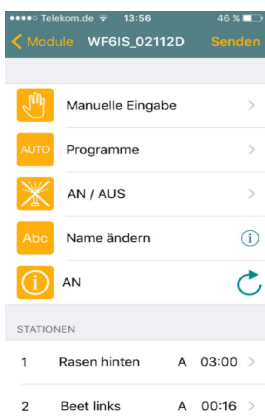 Telekom.de 13:56 46 %
Module WF6IS_02112D Senden
Manuelle Eingabe
AUTO Programme
AN / AUS
Abc Name ändern i
i AN
STATIONEN
1 Rasen hinten A 03:00
2 Beet links A 00:16